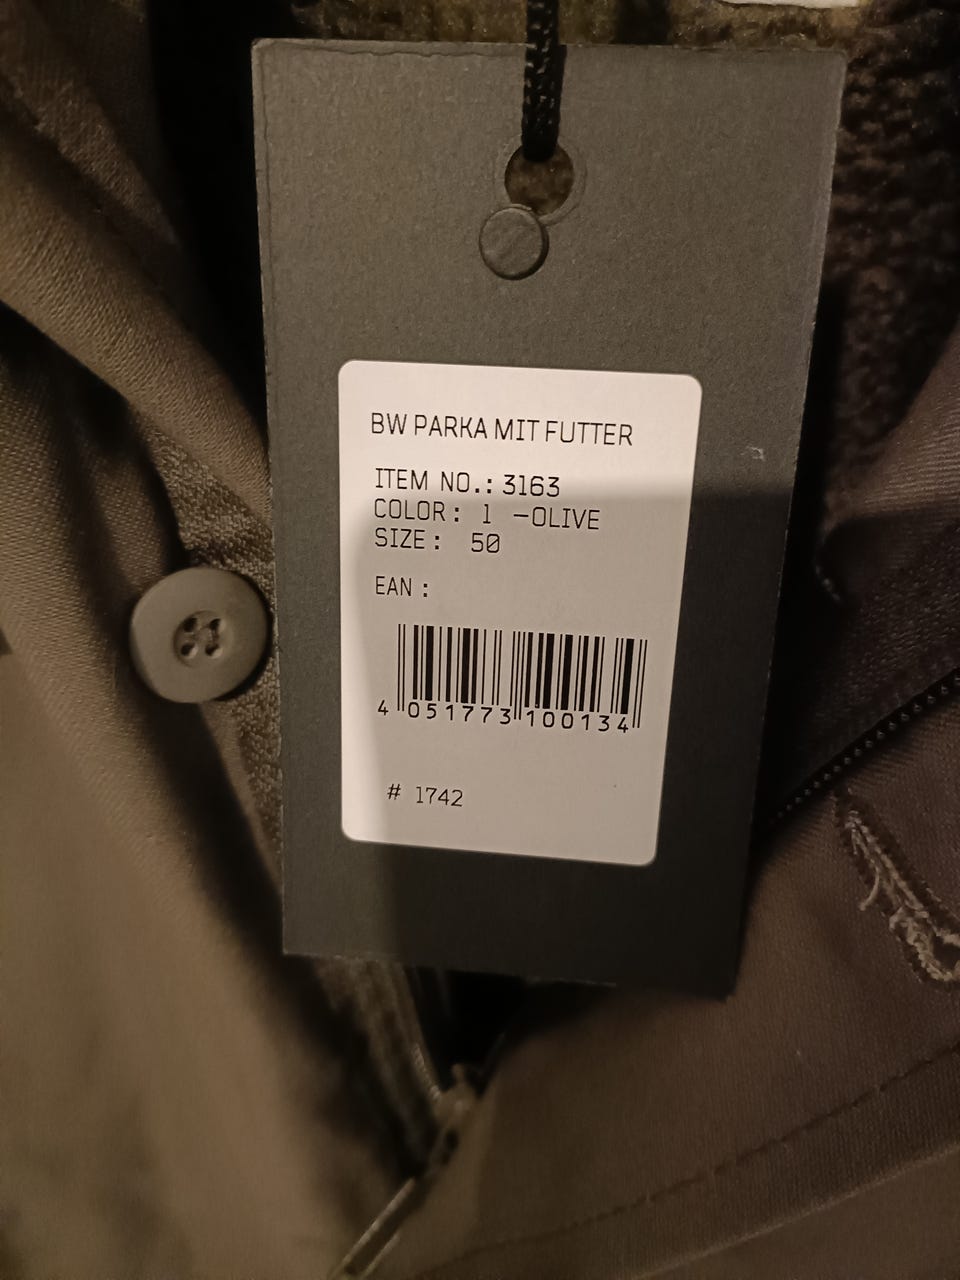 BW PARKA MIT FUTTER
ITEM NO.: 3163
COLOR: 1 -OLIVE
SIZE: 50
EAN :
4 051773 100134
# 1742